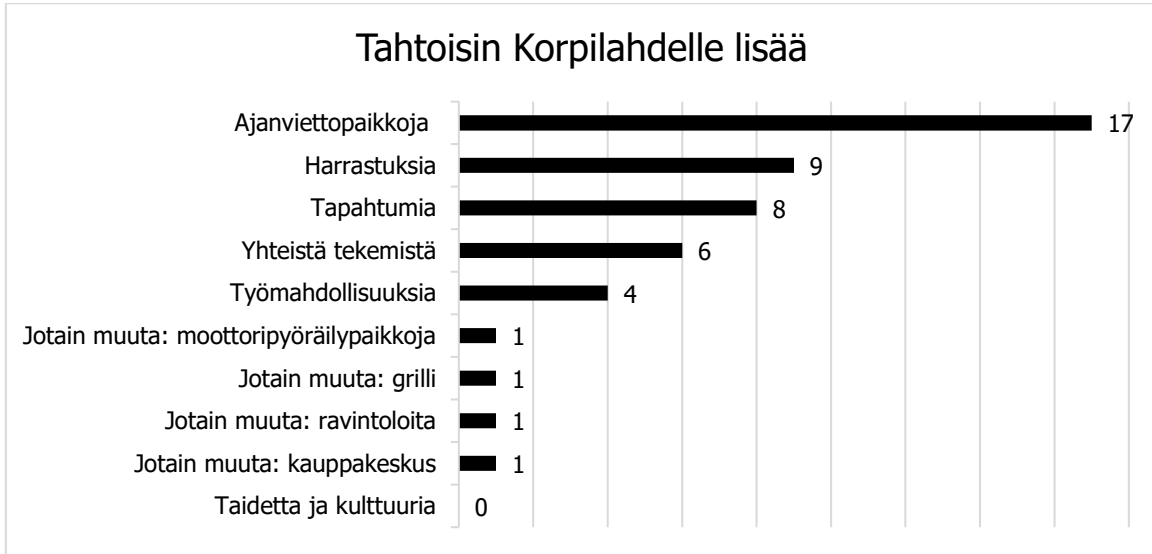 Tahtoisin Korpilahdelle lisää
Ajanviettopaikkoja 17
Harrastuksia 9
Tapahtumia 8
Yhteistä tekemistä 6
Työmahdollisuuksia 4
Jotain muuta: moottoripyöräilypaikkoja 1
Jotain muuta: grilli 1
Jotain muuta: ravintoloita 1
Jotain muuta: kauppakeskus 1
Taidetta ja kulttuuria 0